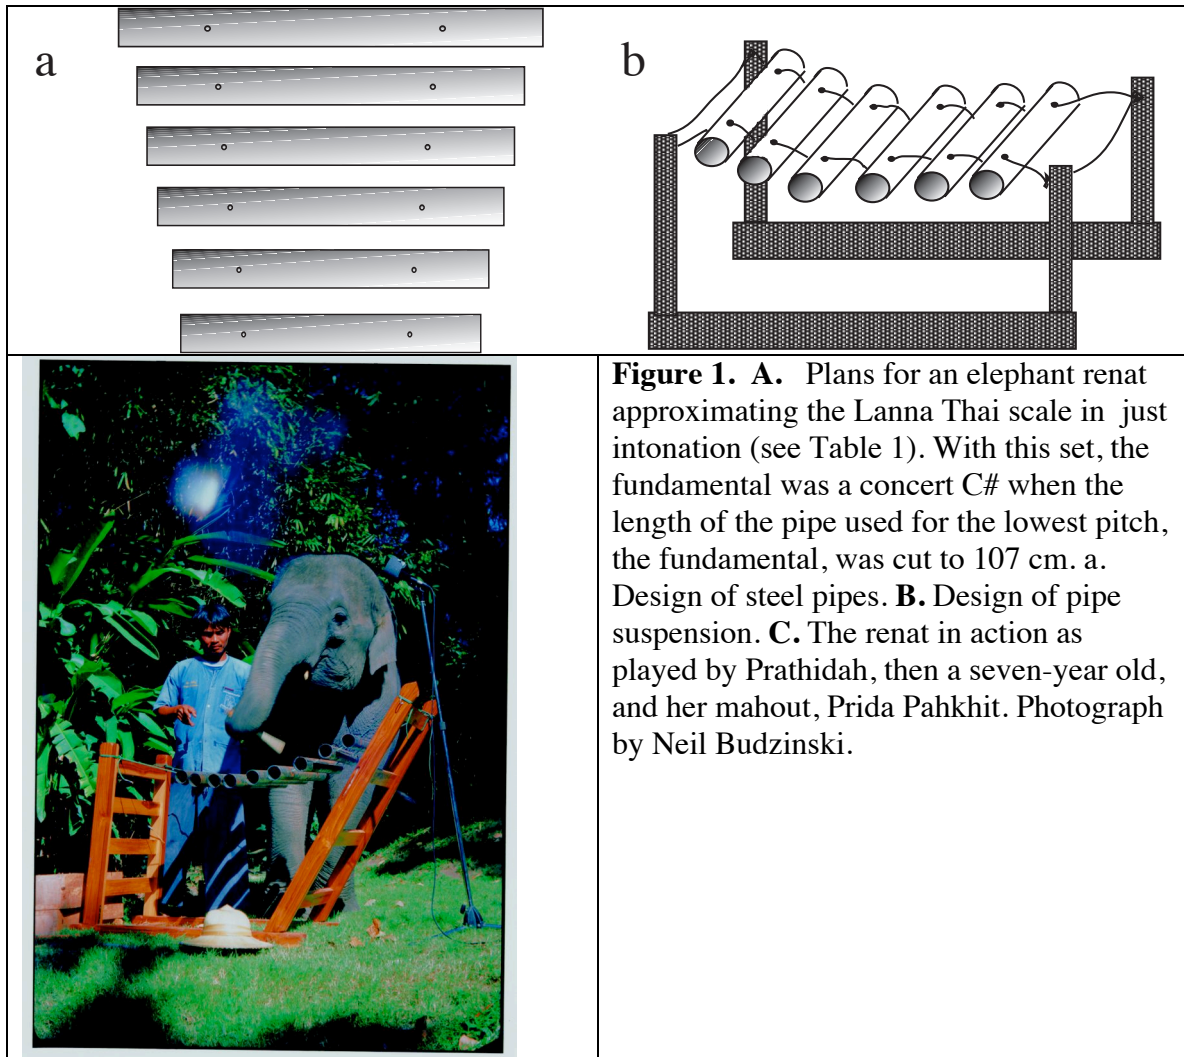 a
b
Figure 1. A. Plans for an elephant renat
approximating the Lanna Thai scale in just
intonation (see Table 1). With this set, the
fundamental was a concert C# when the
length of the pipe used for the lowest pitch,
the fundamental, was cut to 107 cm. a.
Design of steel pipes. B. Design of pipe
suspension. C. The renat in action as
played by Prathidah, then a seven-year old,
and her mahout, Prida Pahkhit. Photograph
by Neil Budzinski.